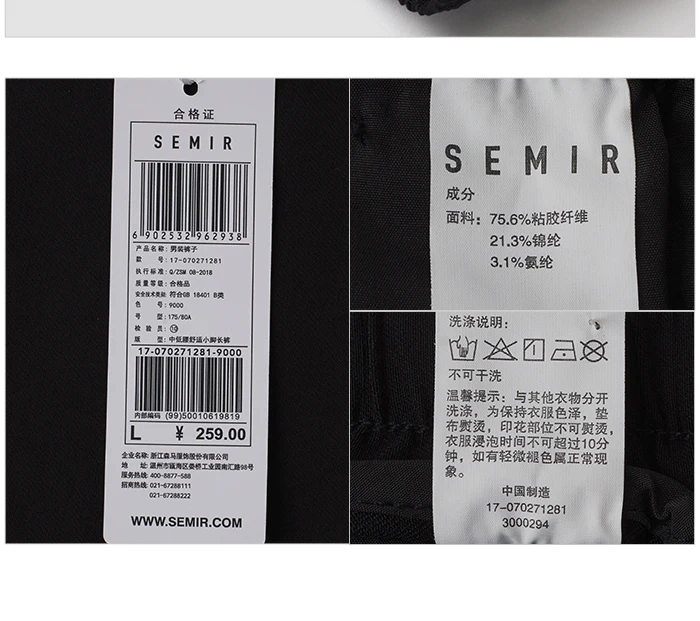 合格证
SEMIR
6902532962938
产品名称: 男装裤子
款 号: 17-070271281
执行标准: Q/ZSM 08-2018
质量等级: 合格品
安全技术类别: 符合GB 18401 B类
色 号: 9000
号 型: 175/80A
检 验 员:
版 型: 中低腰舒适小脚长裤
17-070271281-9000
内部编码 (99)50010619819
L ¥ 259.00
企业名称: 浙江森马服饰股份有限公司
地 址: 温州市瓯海区娄桥工业园南汇路98号
服务热线: 400-8877-588
招商热线: 021-67288111
021-67288222
WWW.SEMIR.COM
SEMIR
成分
面料: 75.6%粘胶纤维
21.3%锦纶
3.1%氨纶
洗涤说明:
不可干洗
温馨提示: 与其他衣物分开
洗涤, 为保持衣服色泽, 垫
布熨烫, 印花部位不可熨烫,
衣服浸泡时间不可超过10分
钟, 如有轻微褪色属正常现
象。
中国制造
17-070271281
3000294